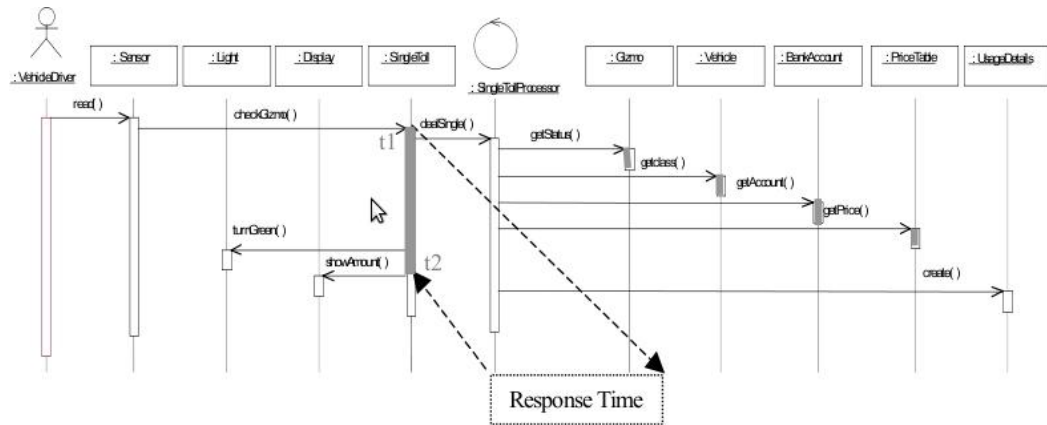 : VehicleDriver
: Sensor
: Light
: Display
: SingleToll
: SingleTollProcessor
: Gizmo
: Vehicle
: BankAccount
: PriceTable
: UsageDetails
read( )
checkGizmo( )
t1
dealSingle( )
getStatus( )
getclass( )
getAccount( )
getPrice( )
turnGreen( )
showAmount( )
t2
create( )
Response Time